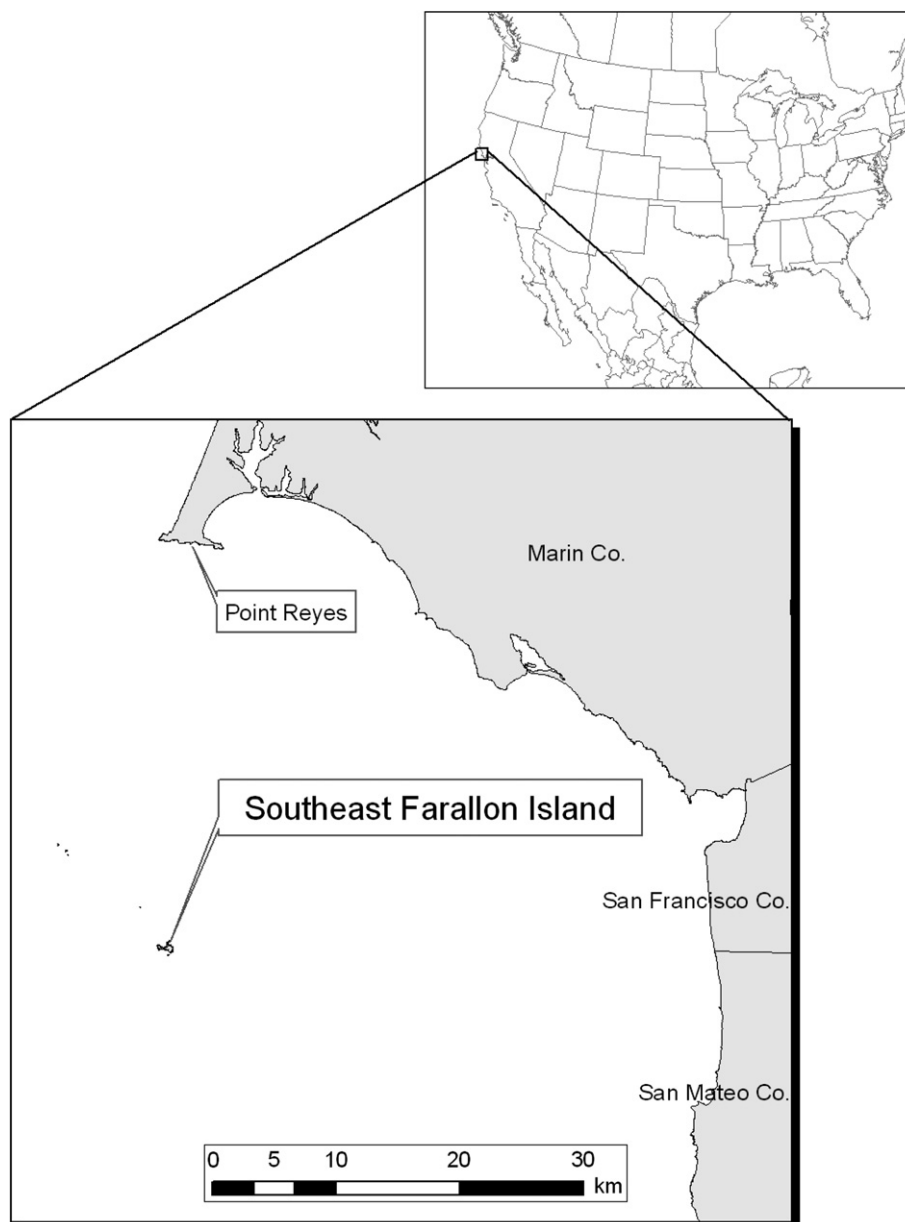 Marin Co.
Point Reyes
Southeast Farallon Island
San Francisco Co.
San Mateo Co.
0 5 10 20 30
km